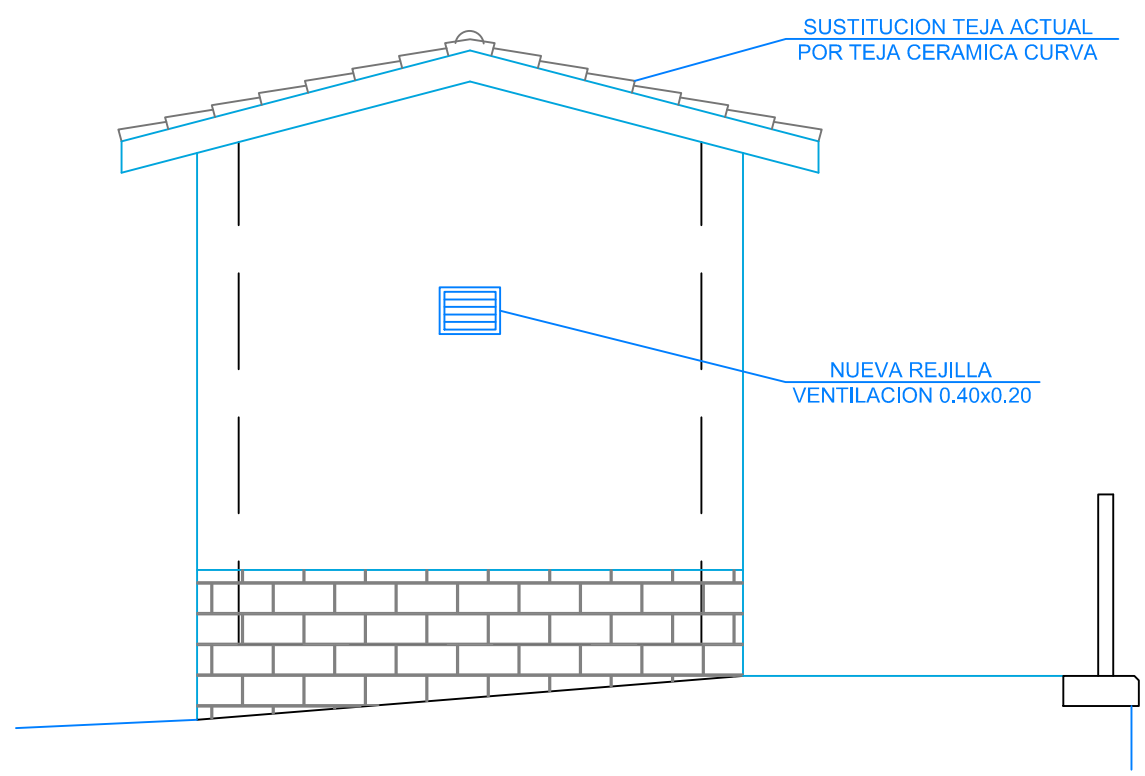 SUSTITUCION TEJA ACTUAL
POR TEJA CERAMICA CURVA
NUEVA REJILLA
VENTILACION 0.40x0.20